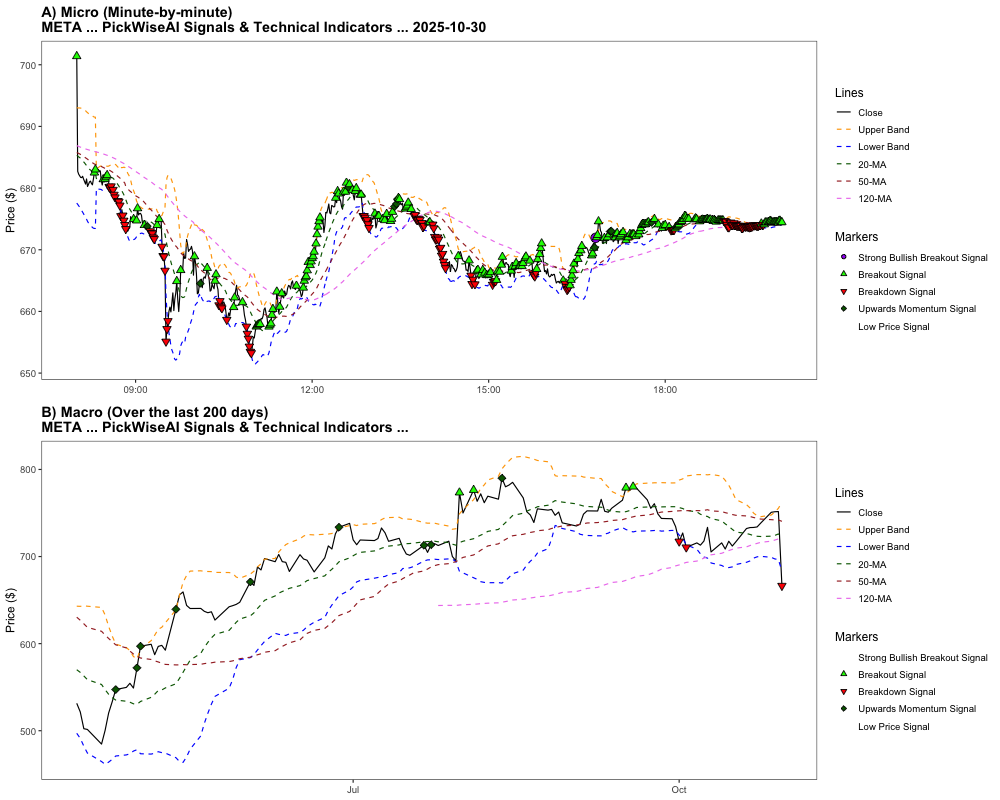 A) Micro (Minute-by-minute)
META ... PickWiseAI Signals & Technical Indicators ... 2025-10-30
Price ($)
700
690
680
670
660
650
09:00
12:00
15:00
18:00
Lines
Close
Upper Band
Lower Band
20-MA
50-MA
120-MA
Markers
Strong Bullish Breakout Signal
Breakout Signal
Breakdown Signal
Upwards Momentum Signal
Low Price Signal
B) Macro (Over the last 200 days)
META ... PickWiseAI Signals & Technical Indicators ...
Price ($)
800
700
600
500
Jul
Oct
Lines
Close
Upper Band
Lower Band
20-MA
50-MA
120-MA
Markers
Strong Bullish Breakout Signal
Breakout Signal
Breakdown Signal
Upwards Momentum Signal
Low Price Signal